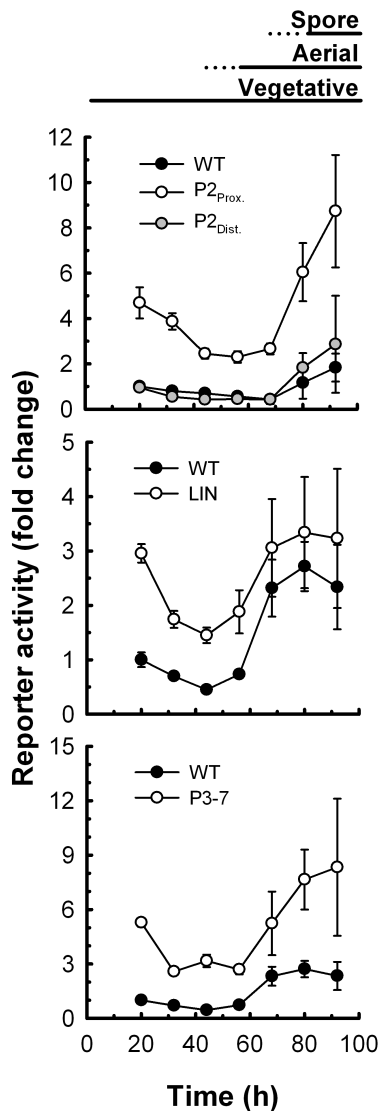 Spore
Aerial
Vegetative
12
10
8
6
4
2
0
WT
P2Prox.
P2Dist.
5
4
3
2
1
0
WT
LIN
15
12
9
6
3
0
WT
P3-7
Reporter activity (fold change)
0 20 40 60 80 100
Time (h)